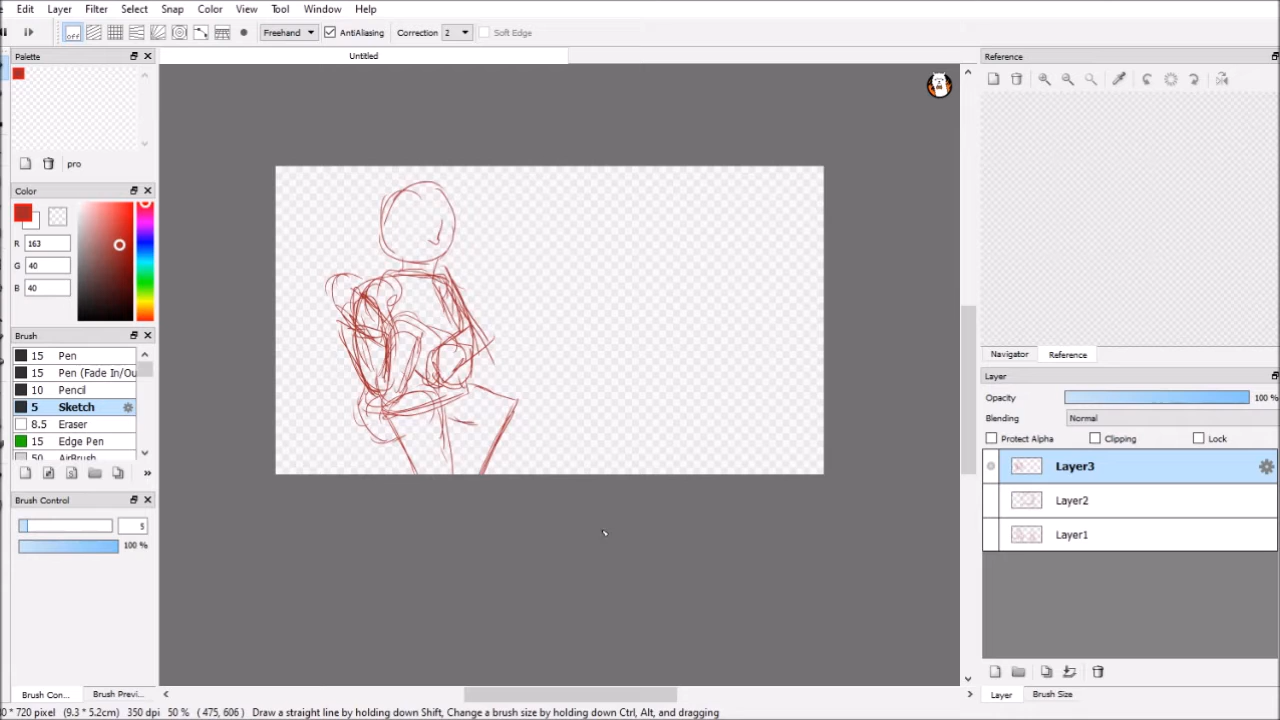 Edit Layer Filter Select Snap Color View Tool Window Help
off Freehand AntiAliasing Correction 2 Soft Edge
Untitled
Palette
pro
Color
R 163
G 40
B 40
Brush
15 Pen
15 Pen (Fade In/Ou
10 Pencil
5 Sketch
8.5 Eraser
15 Edge Pen
50 AirBrush
Brush Control
5
100 %
Brush Con... Brush Previ...
Reference
Navigator Reference
Layer
Opacity 100 %
Blending Normal
Protect Alpha Clipping Lock
Layer3
Layer2
Layer1
Layer Brush Size
0 * 720 pixel (9.3 * 5.2cm) 350 dpi 50 % ( 475, 606 ) Draw a straight line by holding down Shift, Change a brush size by holding down Ctrl, Alt, and dragging